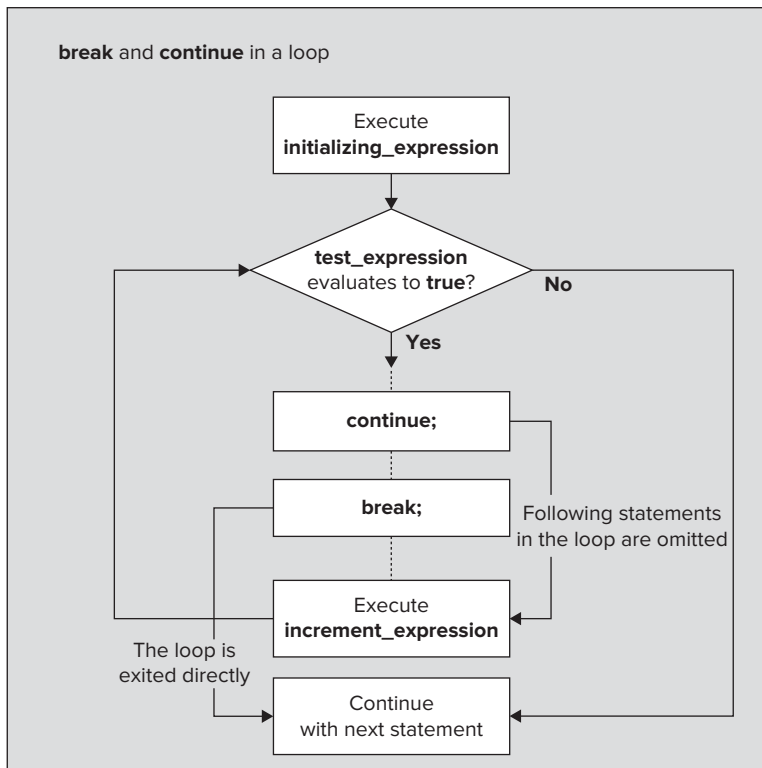 break and continue in a loop
Execute
initializing_expression
test_expression
evaluates to true?
No
Yes
continue;
break;
Following statements
in the loop are omitted
Execute
increment_expression
The loop is
exited directly
Continue
with next statement